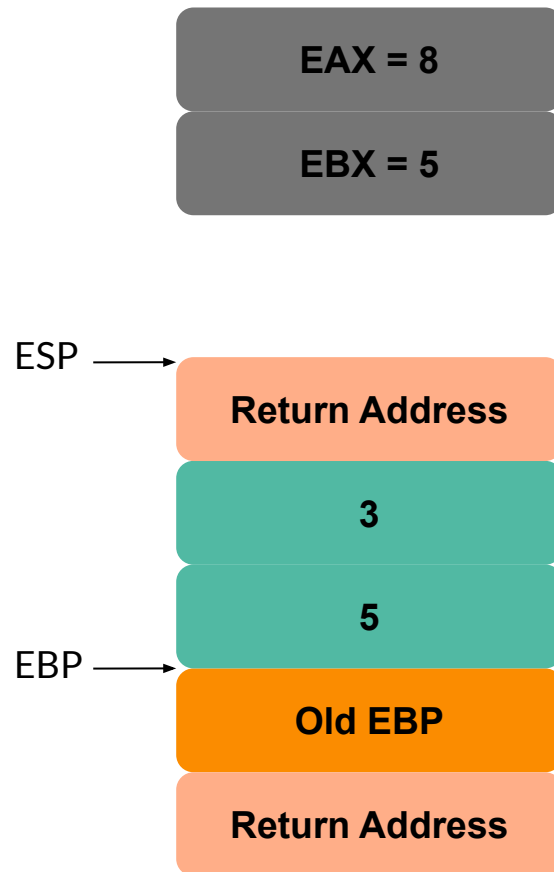 EAX = 8
EBX = 5
ESP
Return Address
3
5
EBP
Old EBP
Return Address